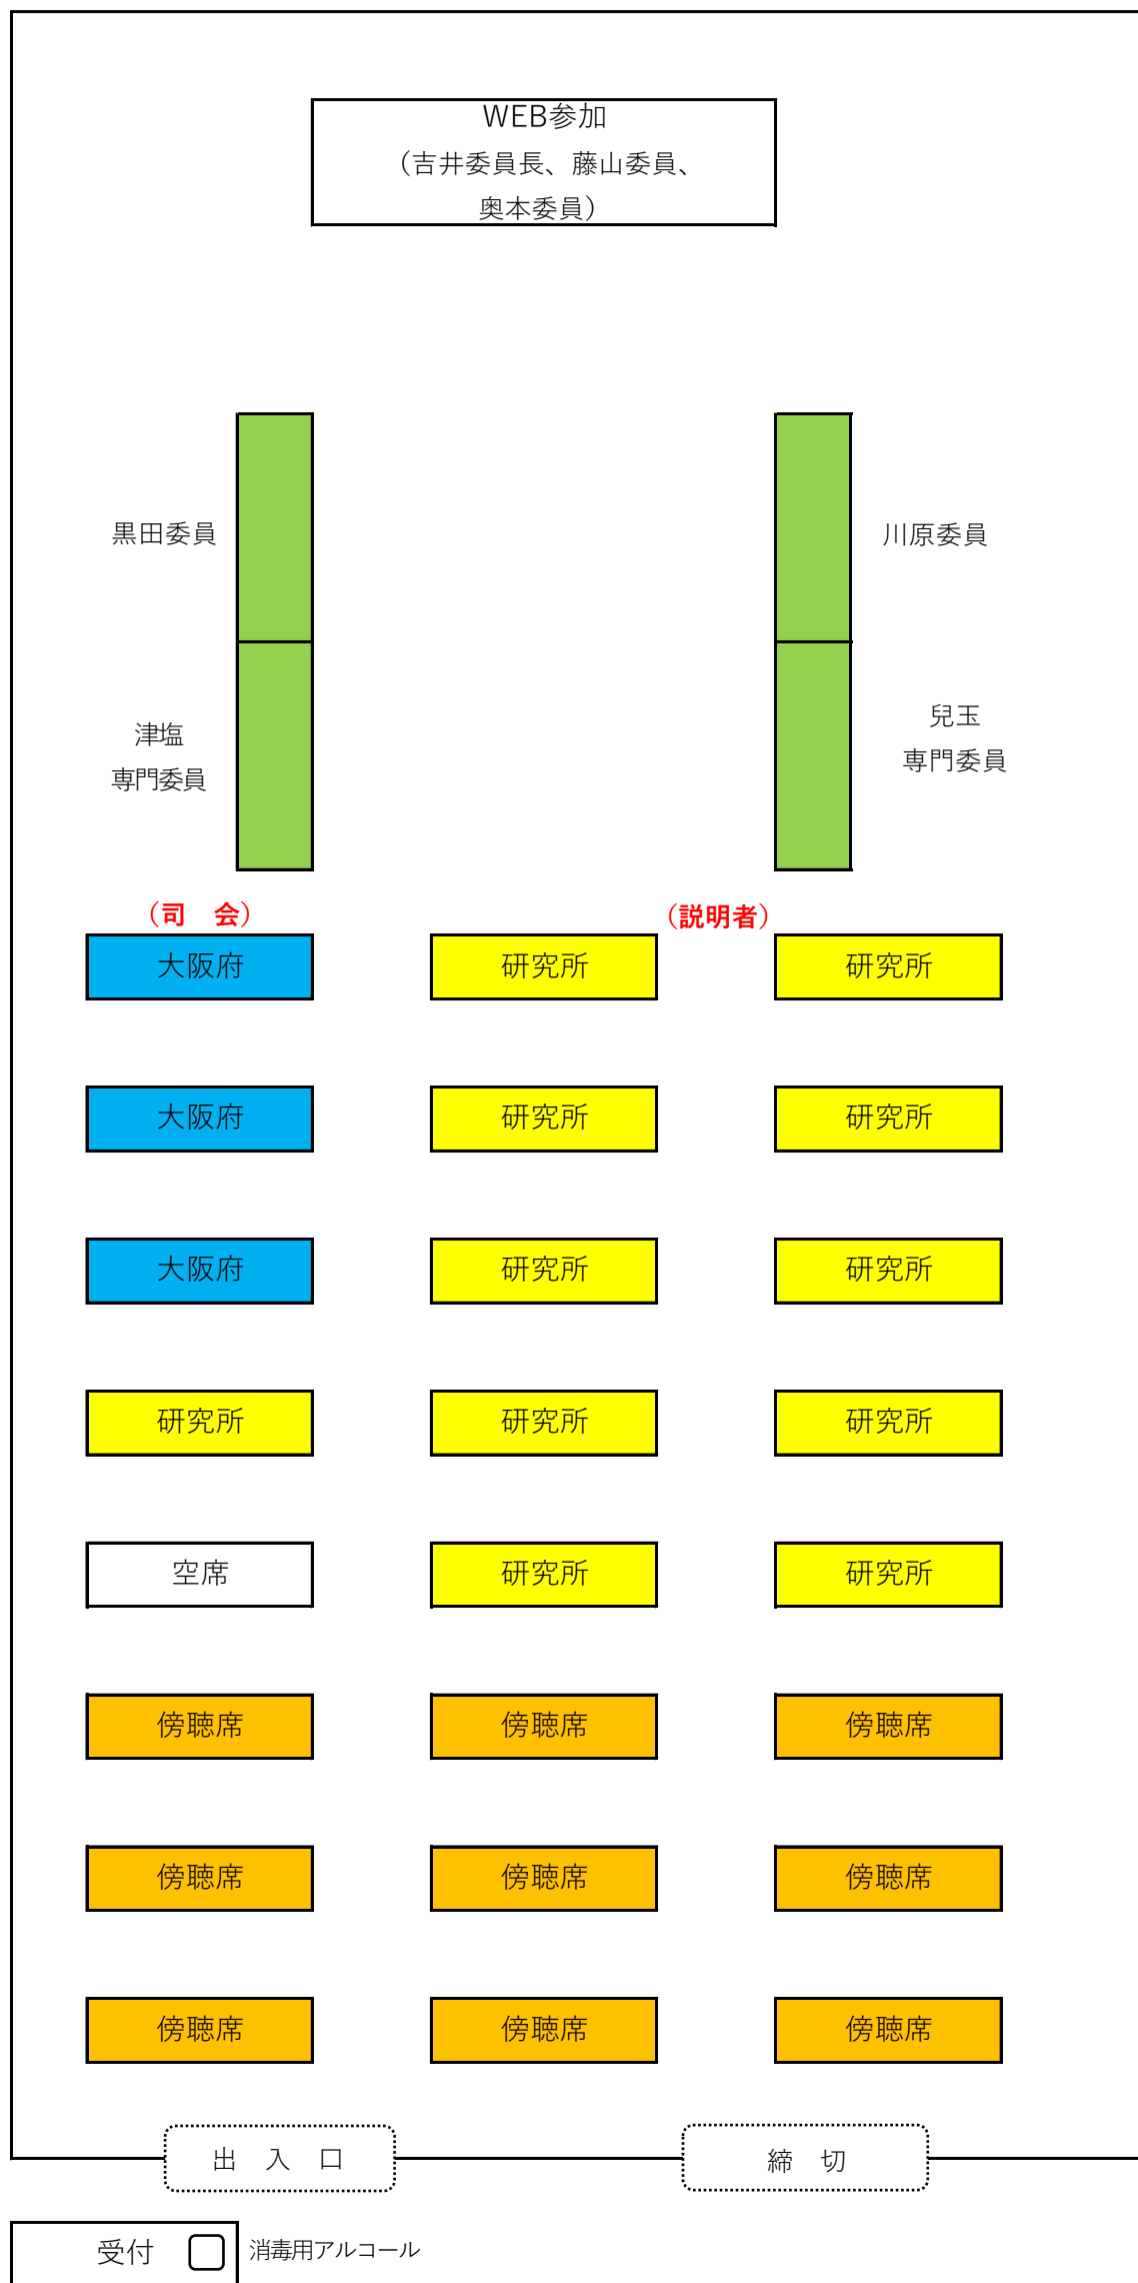 WEB参加
（吉井委員長、藤山委員、
奥本委員）
黒田委員
川原委員
津塩
専門委員
兒玉
専門委員
（司　会）
（説明者）
大阪府
研究所
研究所
大阪府
研究所
研究所
大阪府
研究所
研究所
研究所
研究所
研究所
空席
研究所
研究所
傍聴席
傍聴席
傍聴席
傍聴席
傍聴席
傍聴席
傍聴席
傍聴席
傍聴席
出　入　口
締　切
受付
消毒用アルコール